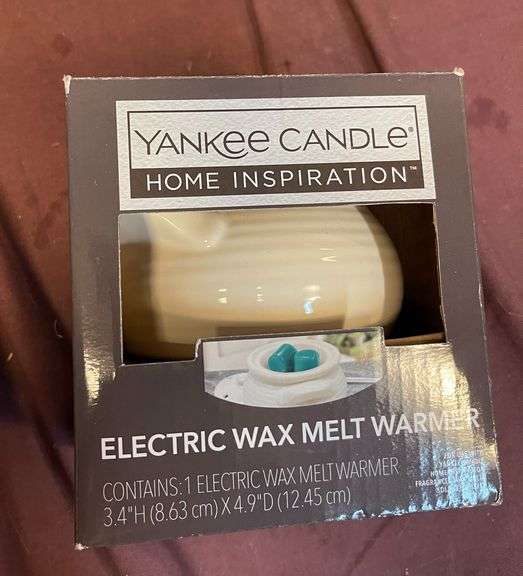 YANKEE CANDLE®
HOME INSPIRATION™
ELECTRIC WAX MELT WARMER
CONTAINS: 1 ELECTRIC WAX MELT WARMER
3.4"H (8.63 cm) X 4.9"D (12.45 cm)